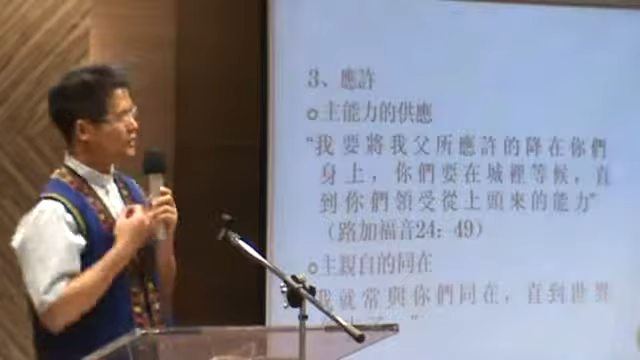 3、應許
主能力的供應
“我要將我父所應許的降在你們
身上，你們要在城裡等候，直
到你們領受從上頭來的能力”
（路加福音24：49）
主親自的同在
我就常與你們同在，直到世界